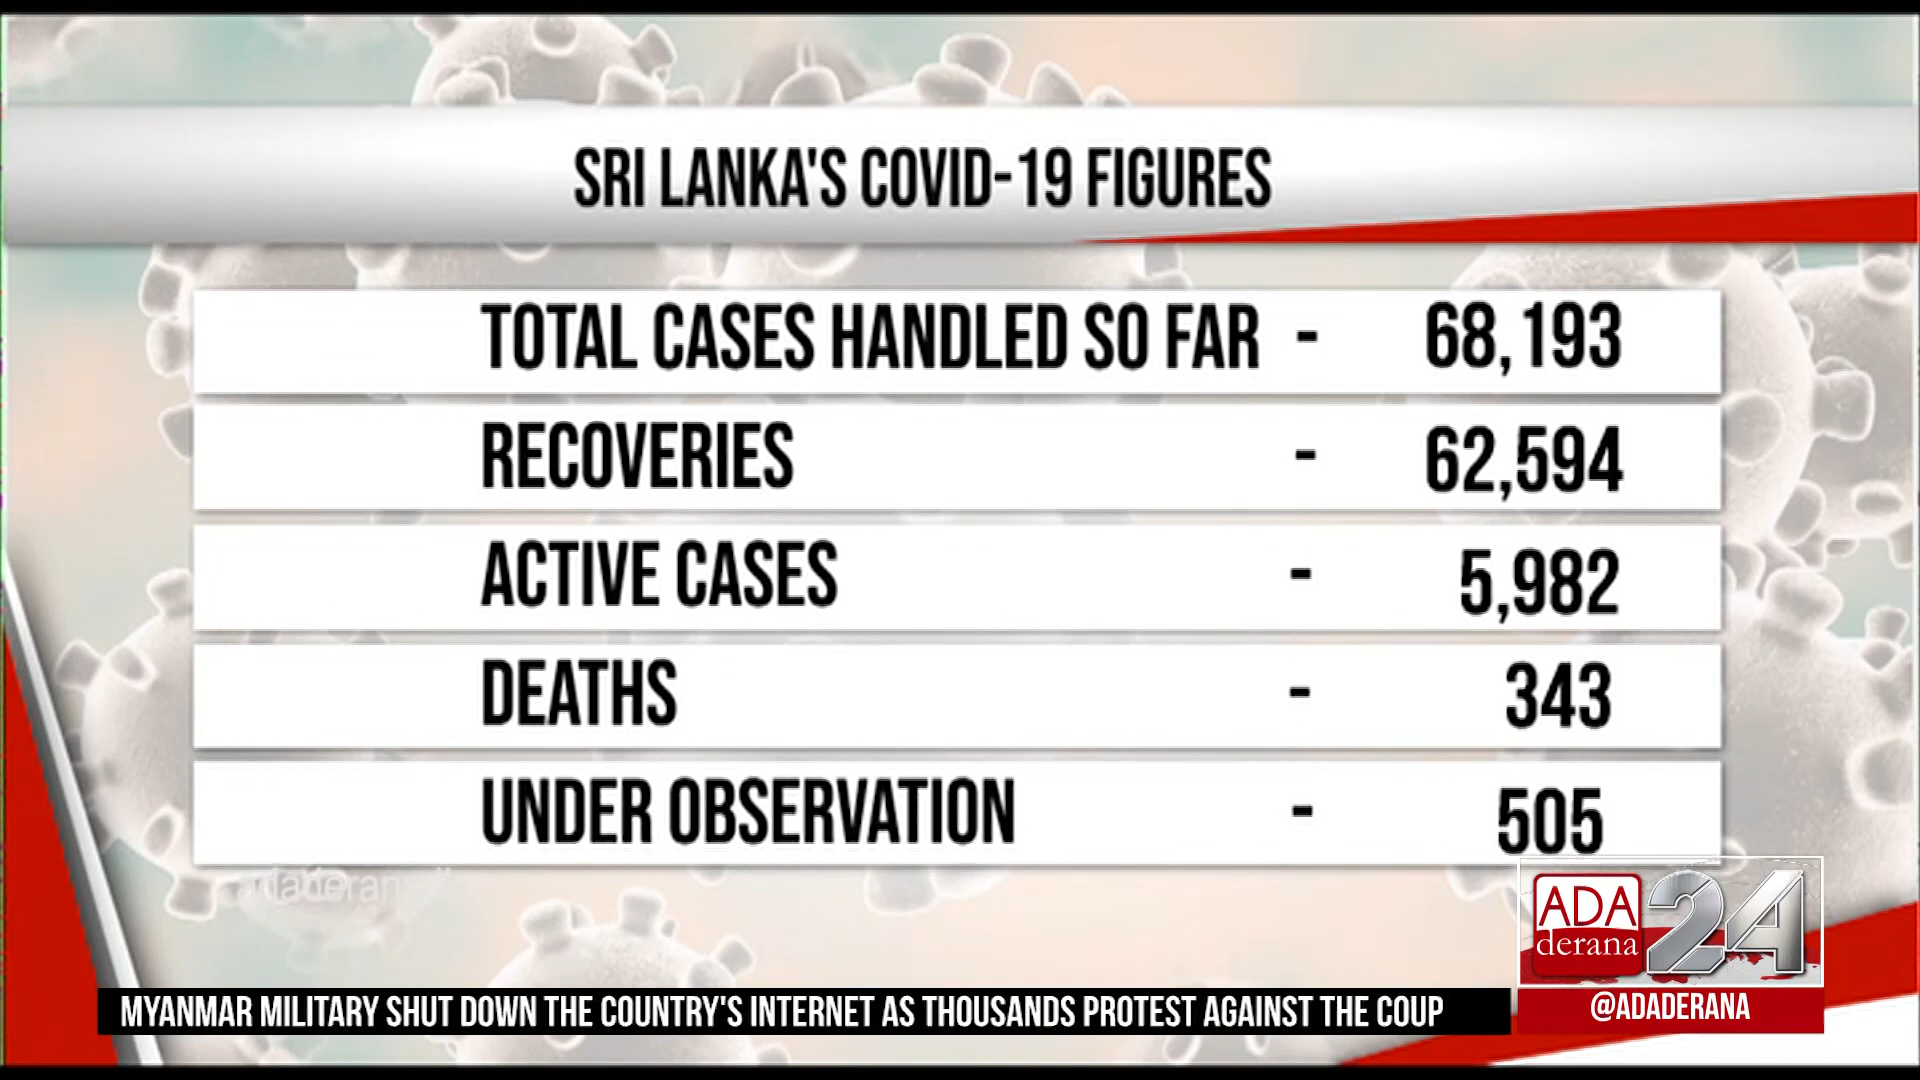 SRI LANKA'S COVID-19 FIGURES
TOTAL CASES HANDLED SO FAR - 68,193
RECOVERIES - 62,594
ACTIVE CASES - 5,982
DEATHS - 343
UNDER OBSERVATION - 505
ADA
derana
24
MYANMAR MILITARY SHUT DOWN THE COUNTRY'S INTERNET AS THOUSANDS PROTEST AGAINST THE COUP
@ADADERANA